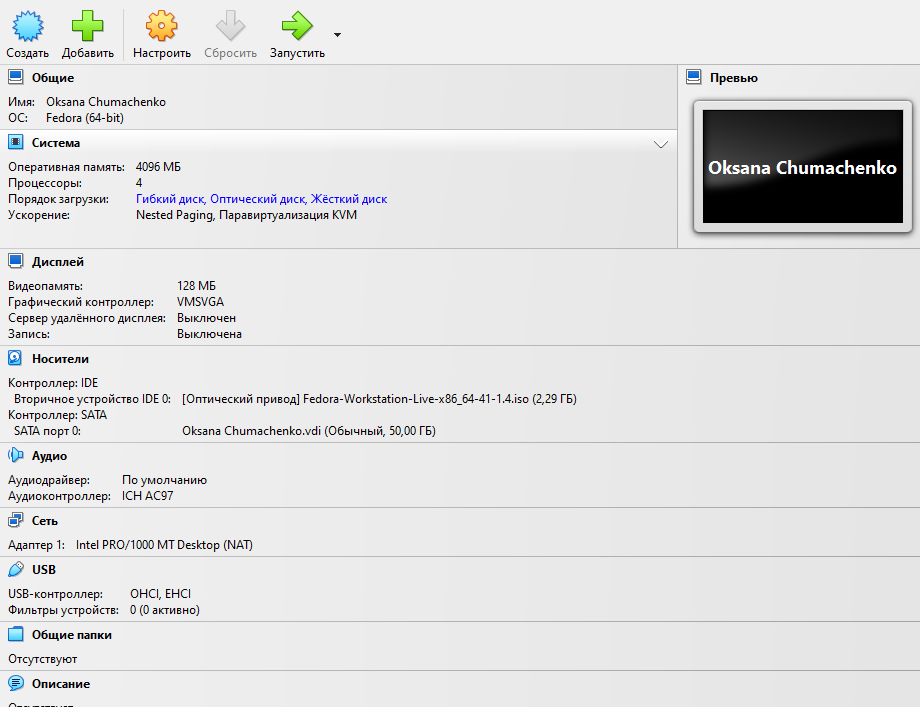 Создать Добавить Настроить Сбросить Запустить
Общие
Имя: Oksana Chumachenko
ОС: Fedora (64-bit)
Система
Оперативная память: 4096 МБ
Процессоры: 4
Порядок загрузки: Гибкий диск, Оптический диск, Жёсткий диск
Ускорение: Nested Paging, Паравиртуализация KVM
Превью
Oksana Chumachenko
Дисплей
Видеопамять: 128 МБ
Графический контроллер: VMSVGA
Сервер удалённого дисплея: Выключен
Запись: Выключена
Носители
Контроллер: IDE
Вторичное устройство IDE 0: [Оптический привод] Fedora-Workstation-Live-x86_64-41-1.4.iso (2,29 ГБ)
Контроллер: SATA
SATA порт 0: Oksana Chumachenko.vdi (Обычный, 50,00 ГБ)
Аудио
Аудиодрайвер: По умолчанию
Аудиоконтроллер: ICH AC97
Сеть
Адаптер 1: Intel PRO/1000 MT Desktop (NAT)
USB
USB-контроллер: OHCI, EHCI
Фильтры устройств: 0 (0 активно)
Общие папки
Отсутствуют
Описание
Отсутствует